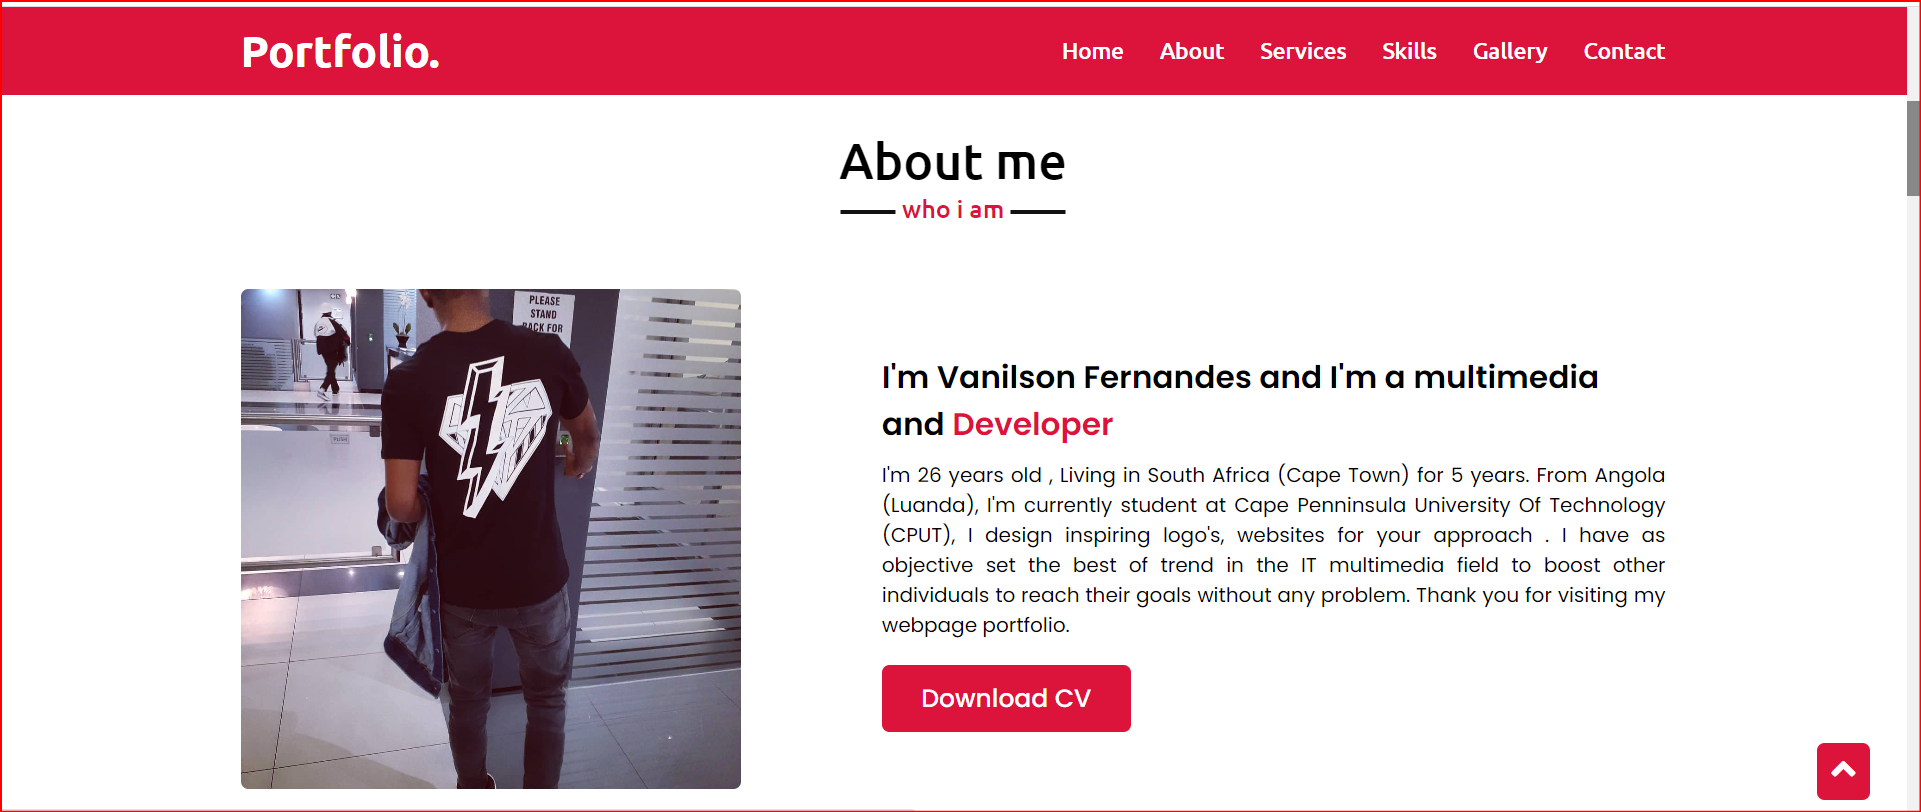 Portfolio.
Home About Services Skills Gallery Contact
About me
who i am
PLEASE
STAND
BACK FOR
PUSH
I'm Vanilson Fernandes and I'm a multimedia
and Developer
I'm 26 years old , Living in South Africa (Cape Town) for 5 years. From Angola
(Luanda), I'm currently student at Cape Penninsula University Of Technology
(CPUT), I design inspiring logo's, websites for your approach . I have as
objective set the best of trend in the IT multimedia field to boost other
individuals to reach their goals without any problem. Thank you for visiting my
webpage portfolio.
Download CV